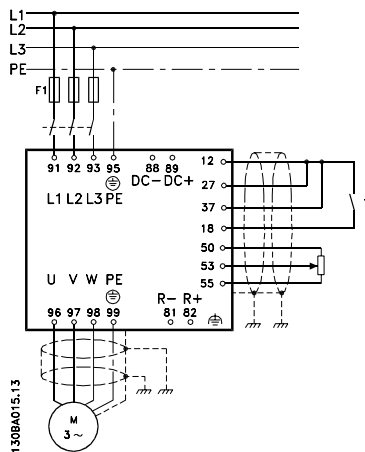 L1
L2
L3
PE
F1
91 92 93 95 88 89
DC- DC+
L1 L2 L3 PE
12
27
37
18
50
53
55
U V W PE
R- R+
96 97 98 99 81 82
M
3 ~
130BA015.13